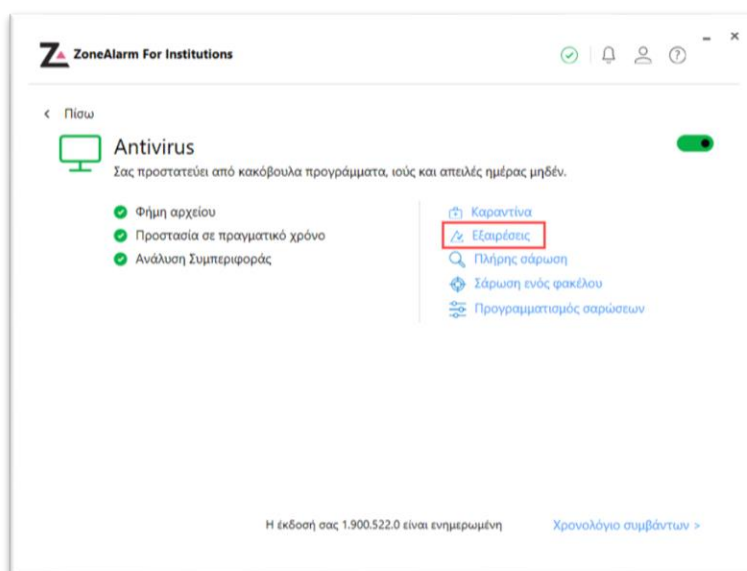 ZoneAlarm For Institutions
Πίσω
Antivirus
Σας προστατεύει από κακόβουλα προγράμματα, ιούς και απειλές ημέρας μηδέν.
Φήμη αρχείου
Προστασία σε πραγματικό χρόνο
Ανάλυση Συμπεριφοράς
Καραντίνα
Εξαιρέσεις
Πλήρης σάρωση
Σάρωση ενός φακέλου
Προγραμματισμός σαρώσεων
Η έκδοσή σας 1.900.522.0 είναι ενημερωμένη
Χρονολόγιο συμβάντων >